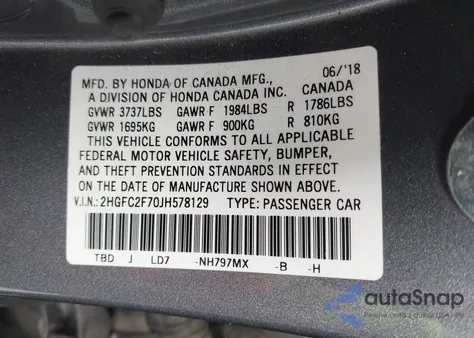 MFD. BY HONDA OF CANADA MFG., 06/'18
A DIVISION OF HONDA CANADA INC. CANADA
GVWR 3737LBS GAWR F 1984LBS R 1786LBS
GVWR 1695KG GAWR F 900KG R 810KG
THIS VEHICLE CONFORMS TO ALL APPLICABLE
FEDERAL MOTOR VEHICLE SAFETY, BUMPER,
AND THEFT PREVENTION STANDARDS IN EFFECT
ON THE DATE OF MANUFACTURE SHOWN ABOVE.
V.I.N.: 2HGFC2F70JH578129 TYPE: PASSENGER CAR
TBD J LD7 -NH797MX -B -H
autoSnap